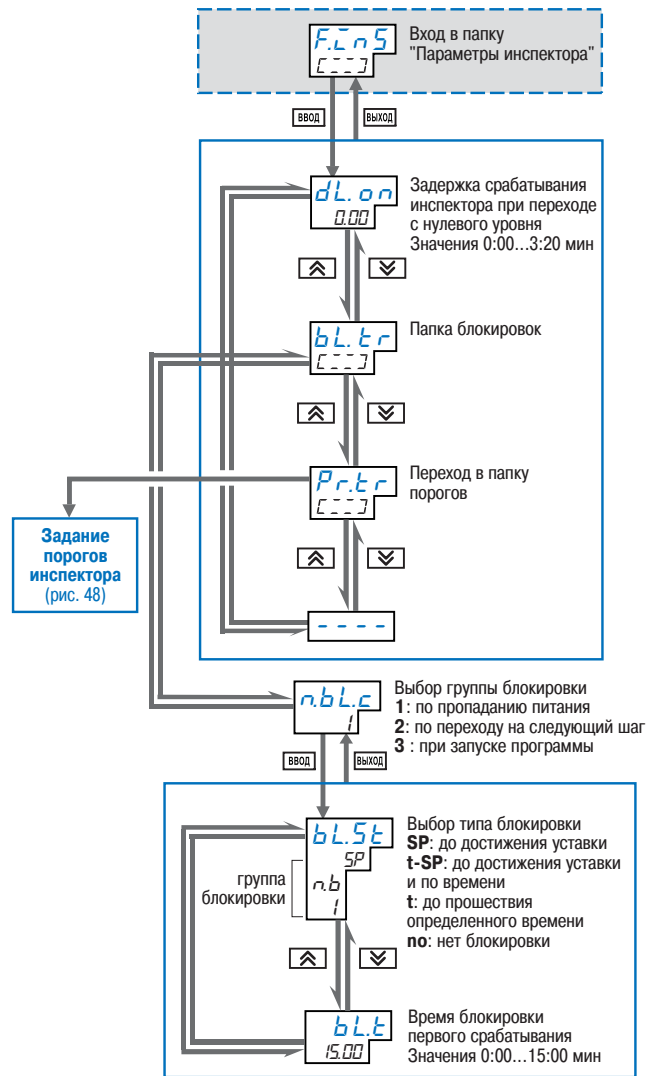 F.inS
[---]
Вход в папку
"Параметры инспектора"
ВВОД
ВЫХОД
dL.on
0.00
Задержка срабатывания
инспектора при переходе
с нулевого уровня
Значения 0:00...3:20 мин
bL.tr
[---]
Папка блокировок
Pr.tr
[---]
Переход в папку
порогов
Задание
порогов
инспектора
(рис. 48)
----
n.bL.c
1
Выбор группы блокировки
1: по пропаданию питания
2: по переходу на следующий шаг
3 : при запуске программы
ВВОД
ВЫХОД
bL.St
SP
n.b
1
группа
блокировки
Выбор типа блокировки
SP: до достижения уставки
t-SP: до достижения уставки
и по времени
t: до прошествия
определенного времени
no: нет блокировки
bL.t
15.00
Время блокировки
первого срабатывания
Значения 0:00...15:00 мин